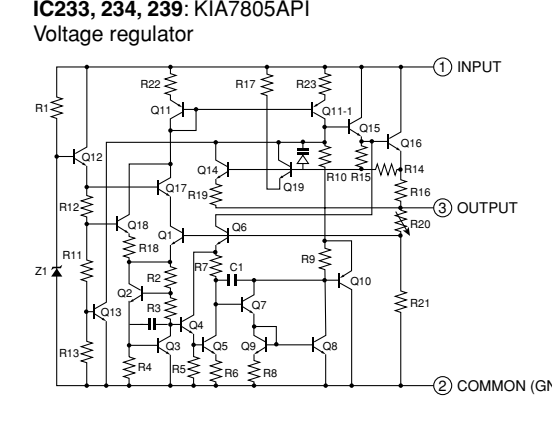 IC233, 234, 239: KIA7805API
Voltage regulator
1 INPUT
R22 R17 R23
R1 Q11 Q11-1
Q15 Q16
Q12 Q14 R10 R15 R14
Q17 R19 Q19 R16
R12 3 OUTPUT
Q18 R20
Q1 Q6
R18
R11 R7 C1 R9
Z1 R2 Q10
Q2 R21
R3 Q7
Q13 Q4
R13 Q3 Q5 Q9 Q8
R4 R5 R6 R8
2 COMMON (GN